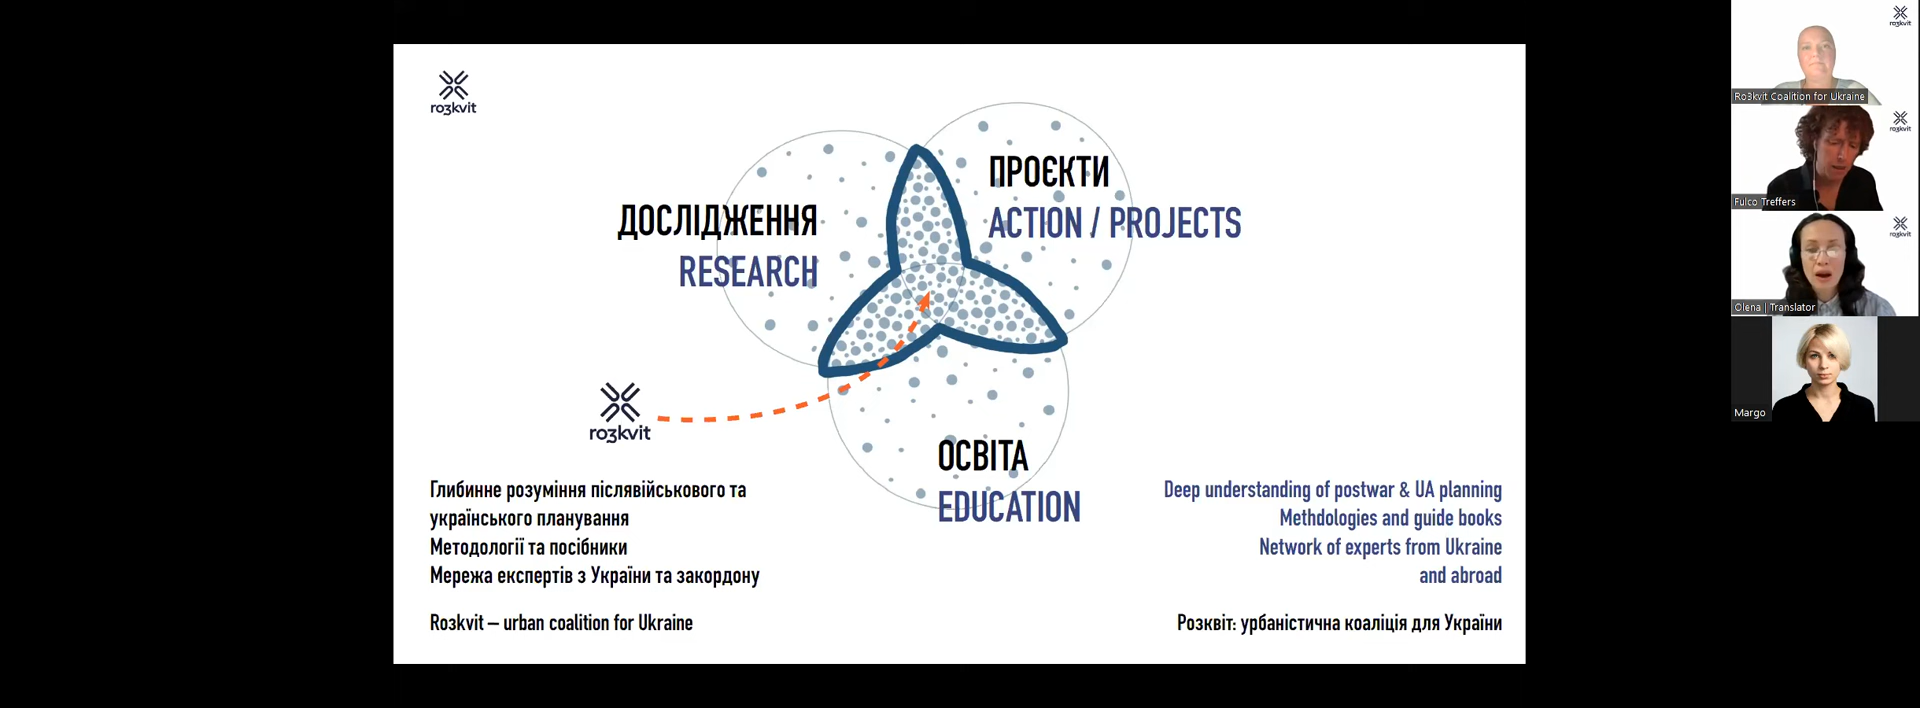 ro3kvit
ДОСЛІДЖЕННЯ
RESEARCH
ПРОЄКТИ
ACTION / PROJECTS
ro3kvit
ОСВІТА
EDUCATION
Глибинне розуміння післявійськового та
українського планування
Методології та посібники
Мережа експертів з України та закордону
Ro3kvit – urban coalition for Ukraine
Deep understanding of postwar & UA planning
Methdologies and guide books
Network of experts from Ukraine
and abroad
Розквіт: урбаністична коаліція для України
ro3kvit
Ro3kvit Coalition for Ukraine
ro3kvit
Fulco Treffers
ro3kvit
Olena | Translator
Margo